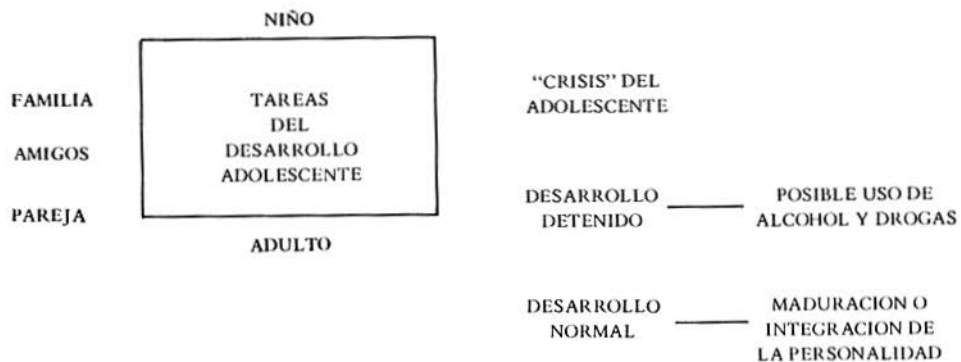 NIÑO
FAMILIA
AMIGOS
PAREJA
TAREAS
DEL
DESARROLLO
ADOLESCENTE
ADULTO
"CRISIS" DEL
ADOLESCENTE
DESARROLLO
DETENIDO
POSIBLE USO DE
ALCOHOL Y DROGAS
DESARROLLO
NORMAL
MADURACION O
INTEGRACION DE
LA PERSONALIDAD